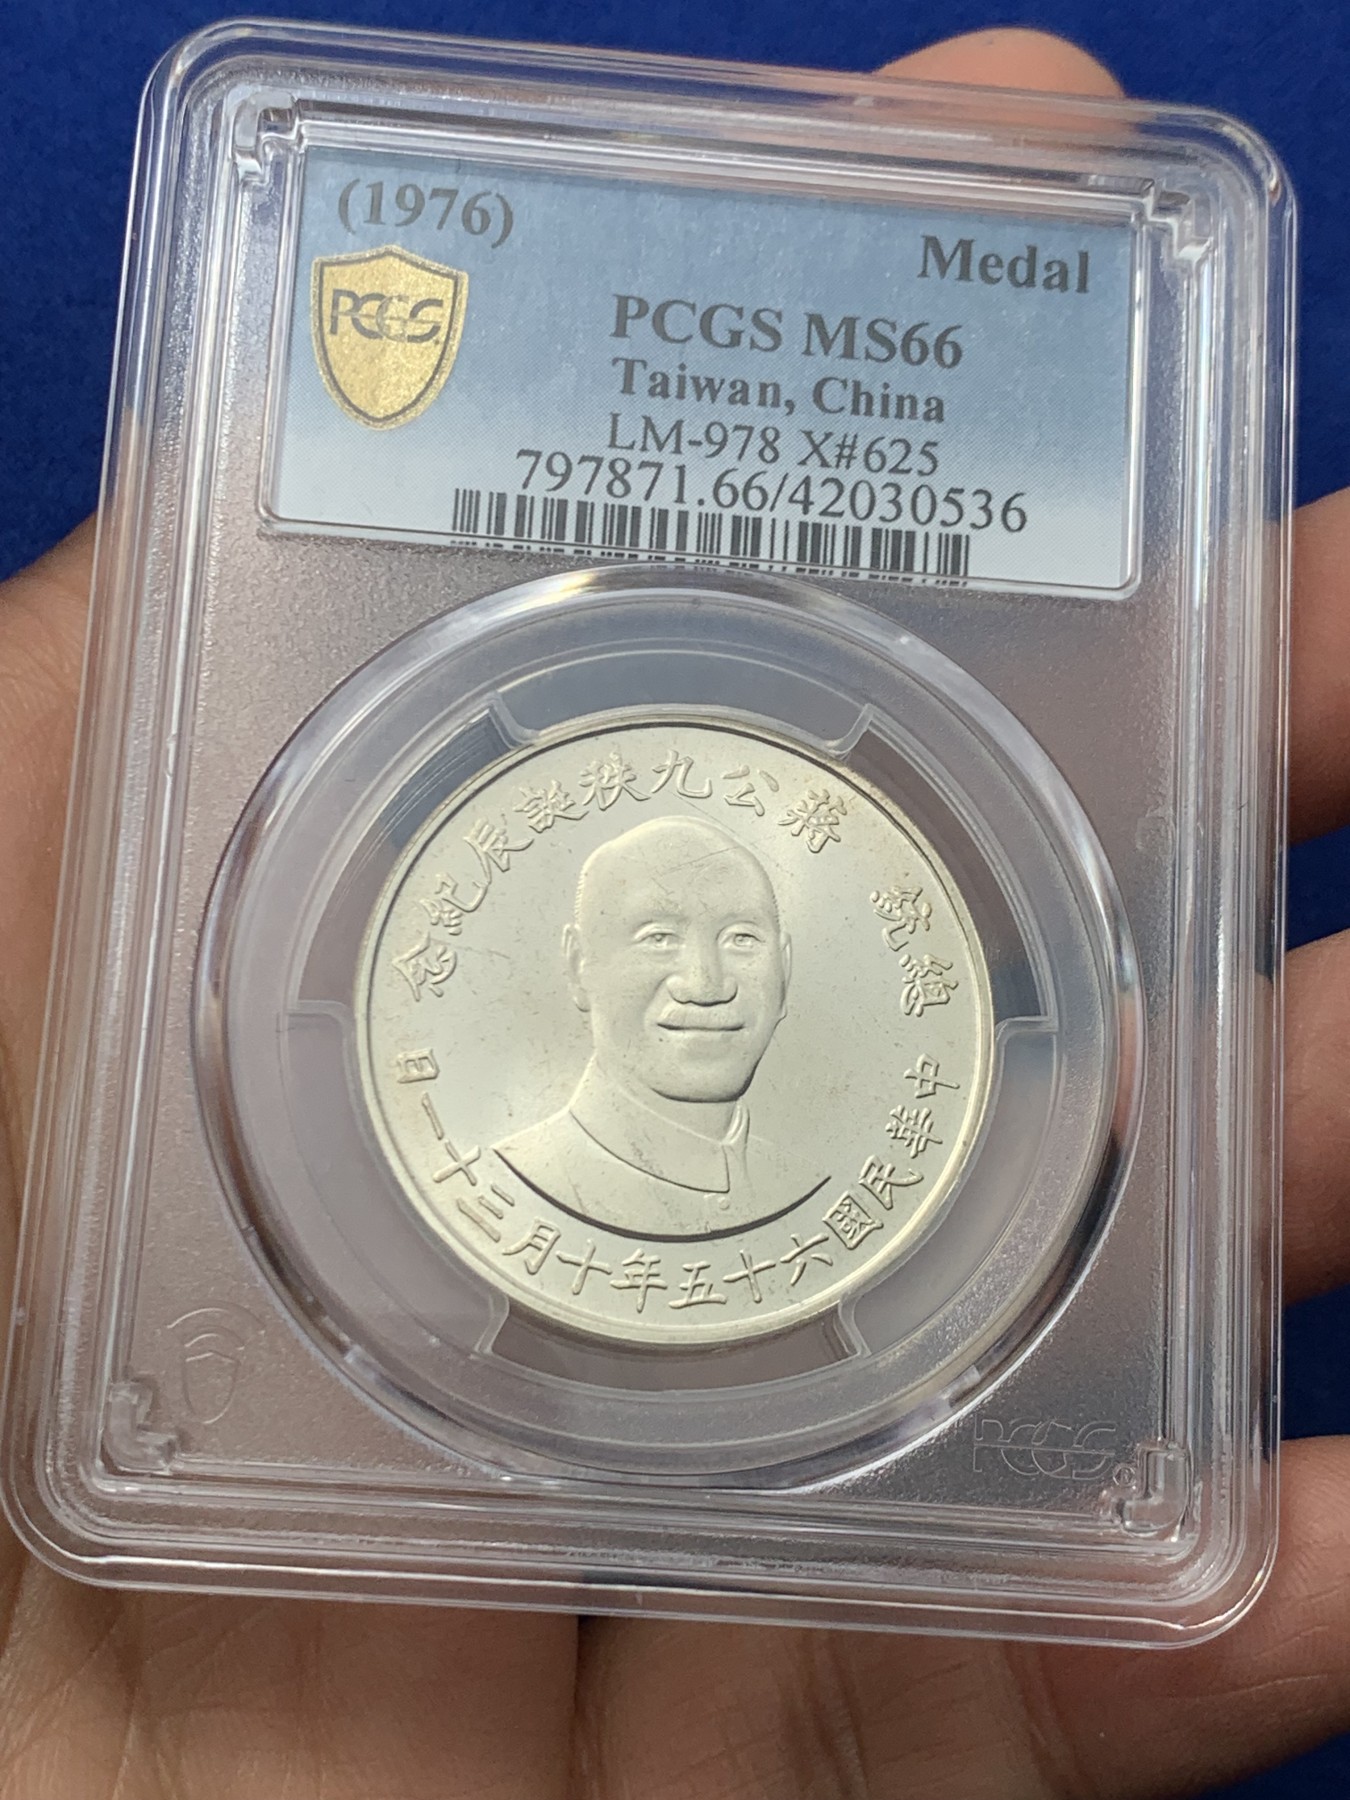 (1976)
Medal
PCGS
PCGS MS66
Taiwan, China
LM-978 X#625
797871.66/42030536
總統 蔣公九秩誕辰紀念
中華民國六十五年十月三十一日
PCGS